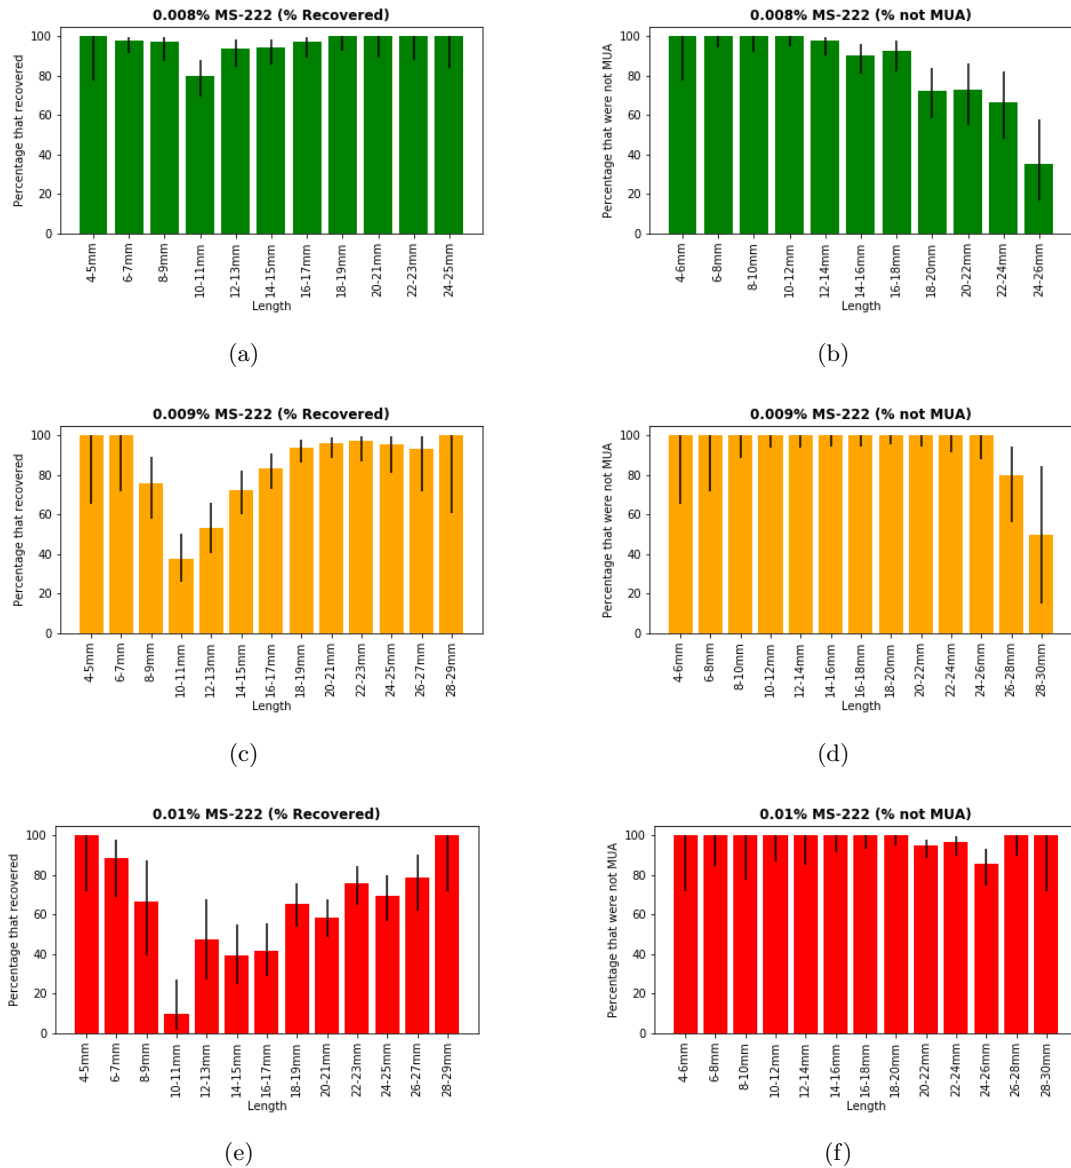 0.008% MS-222 (% Recovered)
Percentage that recovered
100
80
60
40
20
0
4-5mm
6-7mm
8-9mm
10-11mm
12-13mm
14-15mm
16-17mm
18-19mm
20-21mm
22-23mm
24-25mm
Length
(a)
0.008% MS-222 (% not MUA)
Percentage that were not MUA
100
80
60
40
20
0
4-6mm
6-8mm
8-10mm
10-12mm
12-14mm
14-16mm
16-18mm
18-20mm
20-22mm
22-24mm
24-26mm
Length
(b)
0.009% MS-222 (% Recovered)
Percentage that recovered
100
80
60
40
20
0
4-5mm
6-7mm
8-9mm
10-11mm
12-13mm
14-15mm
16-17mm
18-19mm
20-21mm
22-23mm
24-25mm
26-27mm
28-29mm
Length
(c)
0.009% MS-222 (% not MUA)
Percentage that were not MUA
100
80
60
40
20
0
4-6mm
6-8mm
8-10mm
10-12mm
12-14mm
14-16mm
16-18mm
18-20mm
20-22mm
22-24mm
24-26mm
26-28mm
28-30mm
Length
(d)
0.01% MS-222 (% Recovered)
Percentage that recovered
100
80
60
40
20
0
4-5mm
6-7mm
8-9mm
10-11mm
12-13mm
14-15mm
16-17mm
18-19mm
20-21mm
22-23mm
24-25mm
26-27mm
28-29mm
Length
(e)
0.01% MS-222 (% not MUA)
Percentage that were not MUA
100
80
60
40
20
0
4-6mm
6-8mm
8-10mm
10-12mm
12-14mm
14-16mm
16-18mm
18-20mm
20-22mm
22-24mm
24-26mm
26-28mm
28-30mm
Length
(f)